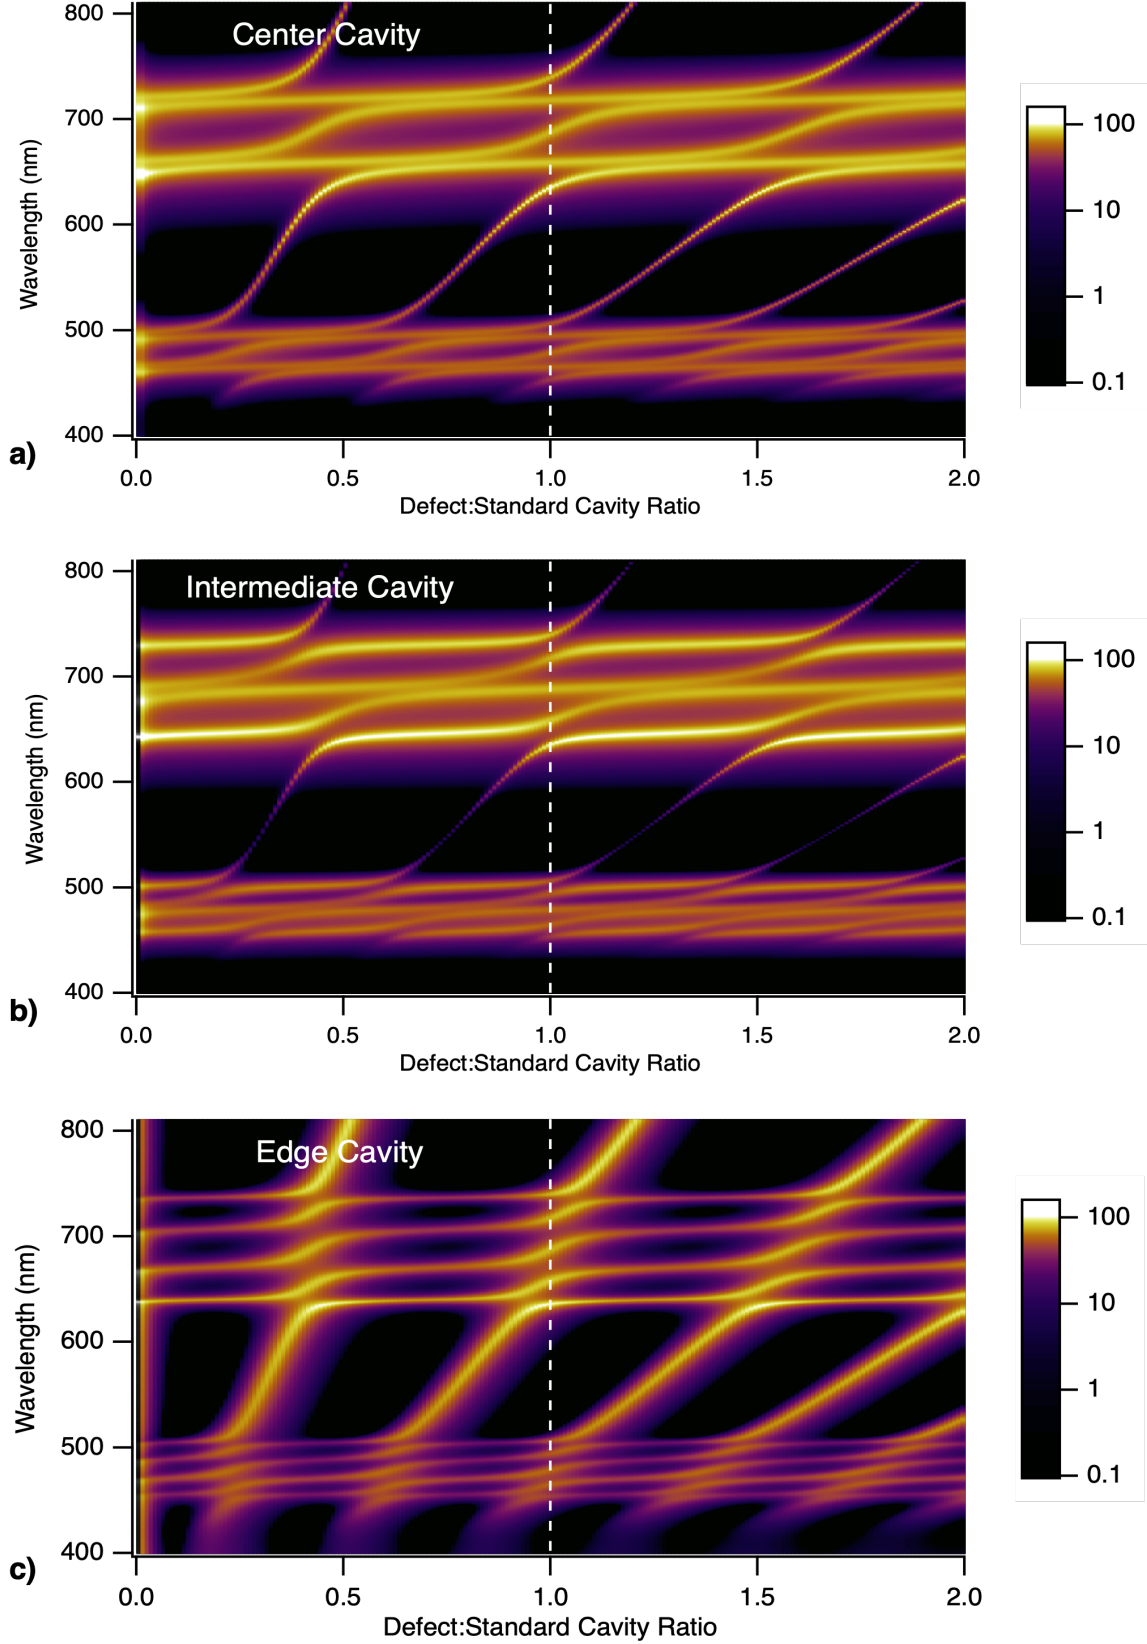 800
Center Cavity
700
600
500
400
Wavelength (nm)
100
10
1
0.1
a)
0.0 0.5 1.0 1.5 2.0
Defect:Standard Cavity Ratio
800
Intermediate Cavity
700
600
500
400
Wavelength (nm)
100
10
1
0.1
b)
0.0 0.5 1.0 1.5 2.0
Defect:Standard Cavity Ratio
800
Edge Cavity
700
600
500
400
Wavelength (nm)
100
10
1
0.1
c)
0.0 0.5 1.0 1.5 2.0
Defect:Standard Cavity Ratio